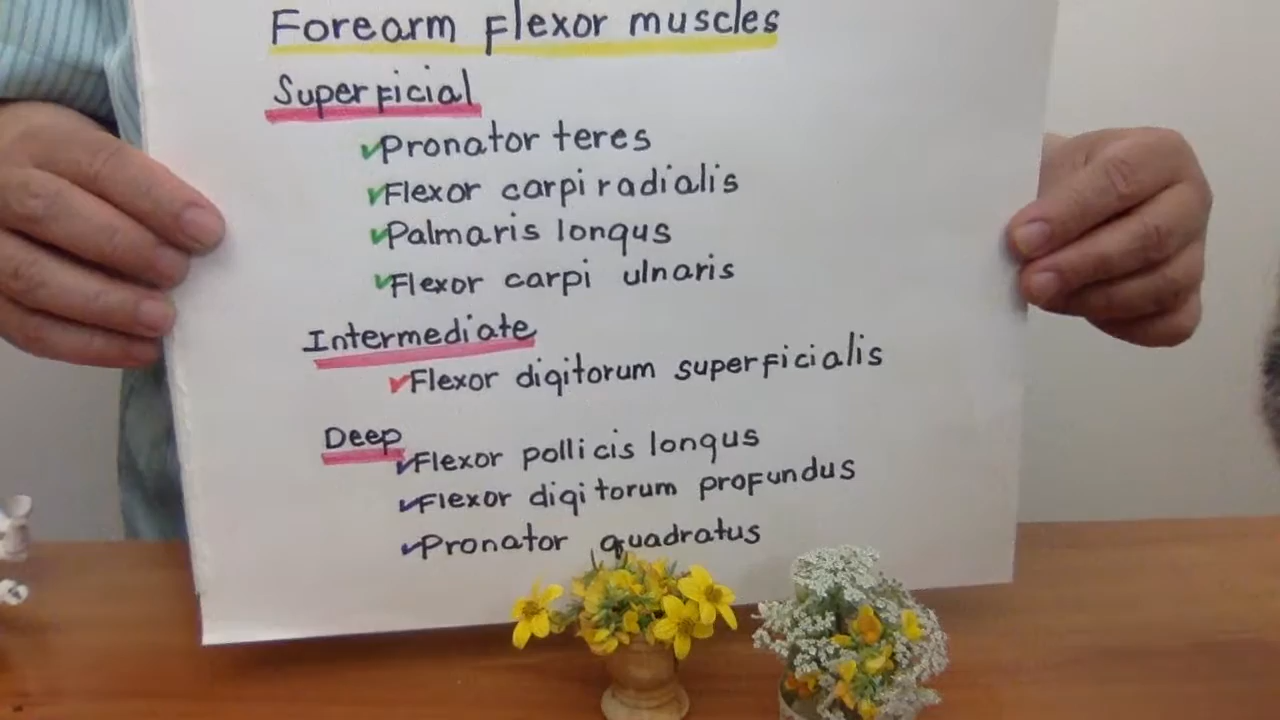 Forearm flexor muscles
Superficial
Pronator teres
Flexor carpi radialis
Palmaris longus
Flexor carpi ulnaris
Intermediate
Flexor digitorum superficialis
Deep
Flexor pollicis longus
Flexor digitorum profundus
Pronator quadratus